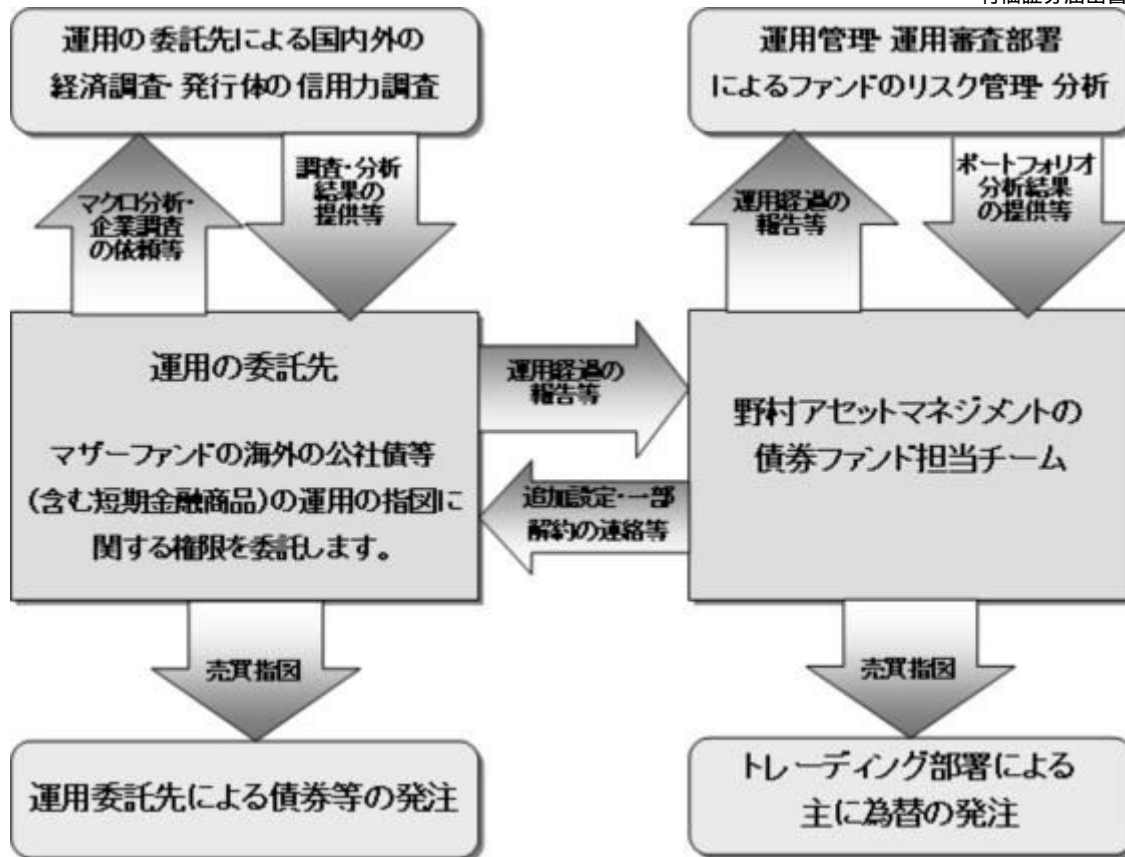 有価証券届出書
運用の委託先による国内外の
経済調査・発行体の信用力調査
運用管理・運用審査部署
によるファンドのリスク管理・分析
マクロ分析・
企業調査
の依頼等
調査・分析
結果の
提供等
運用経過の
報告等
ポートフォリオ
分析結果
の提供等
運用の委託先
マザーファンドの海外の公社債等
(含む短期金融商品)の運用の指図に
関する権限を委託します。
運用経過の
報告等
追加設定・一部
解約の連絡等
野村アセットマネジメントの
債券ファンド担当チーム
売買指図
売買指図
運用委託先による債券等の発注
トレーディング部署による
主に為替の発注